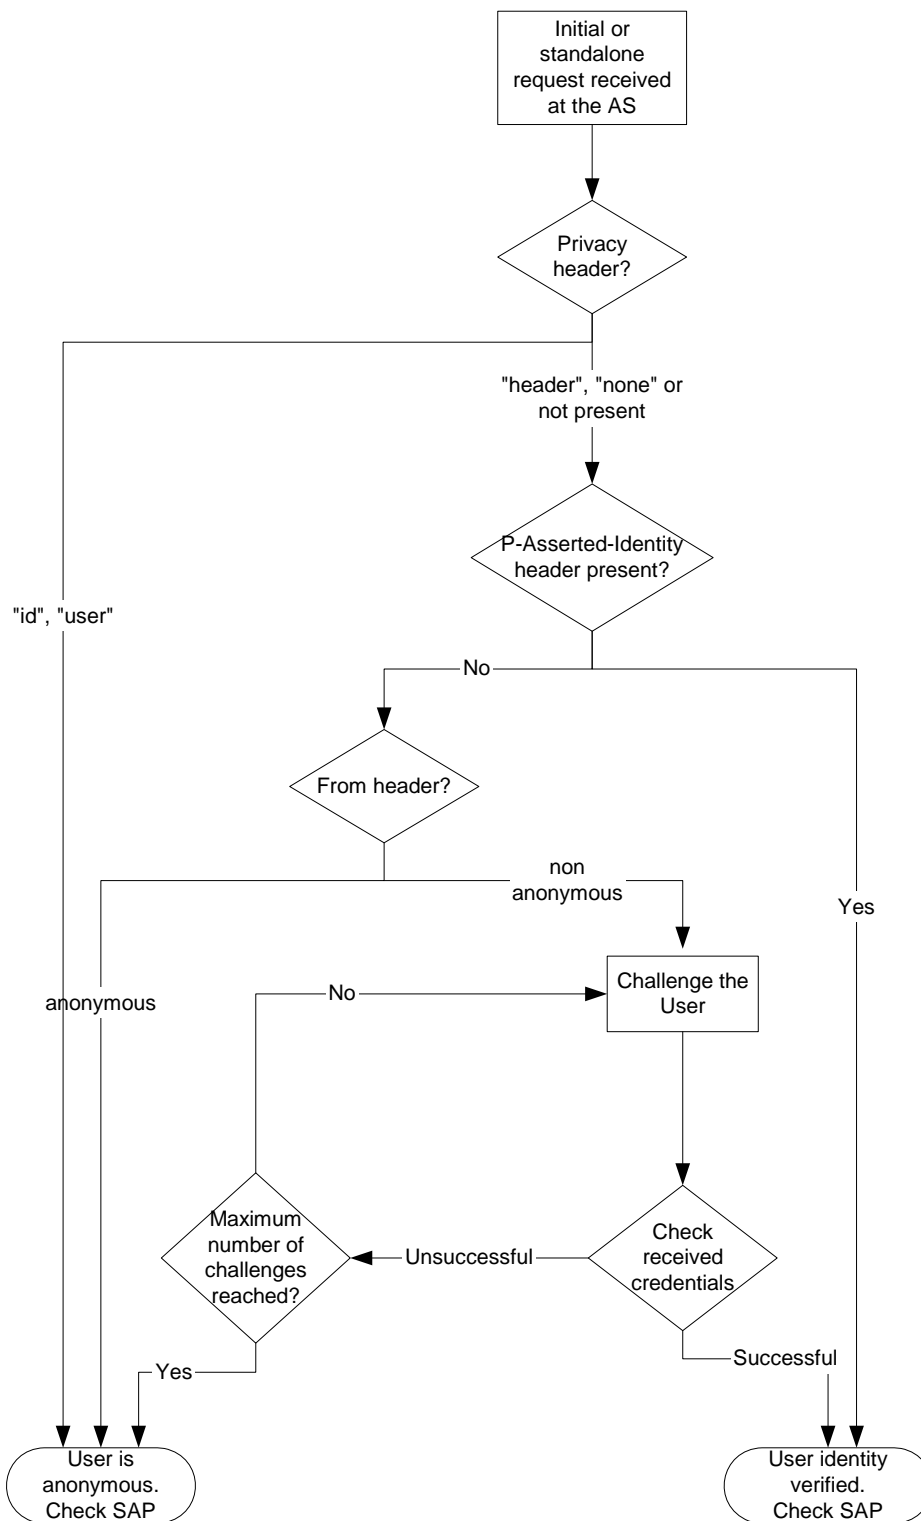 Initial or
standalone
request received
at the AS
Privacy
header?
"header", "none" or
not present
P-Asserted-Identity
header present?
"id", "user"
No
From header?
non
anonymous
Yes
anonymous
No
Challenge the
User
Maximum
number of
challenges
reached?
Unsuccessful
Check
received
credentials
Yes
Successful
User is
anonymous.
Check SAP
User identity
verified.
Check SAP